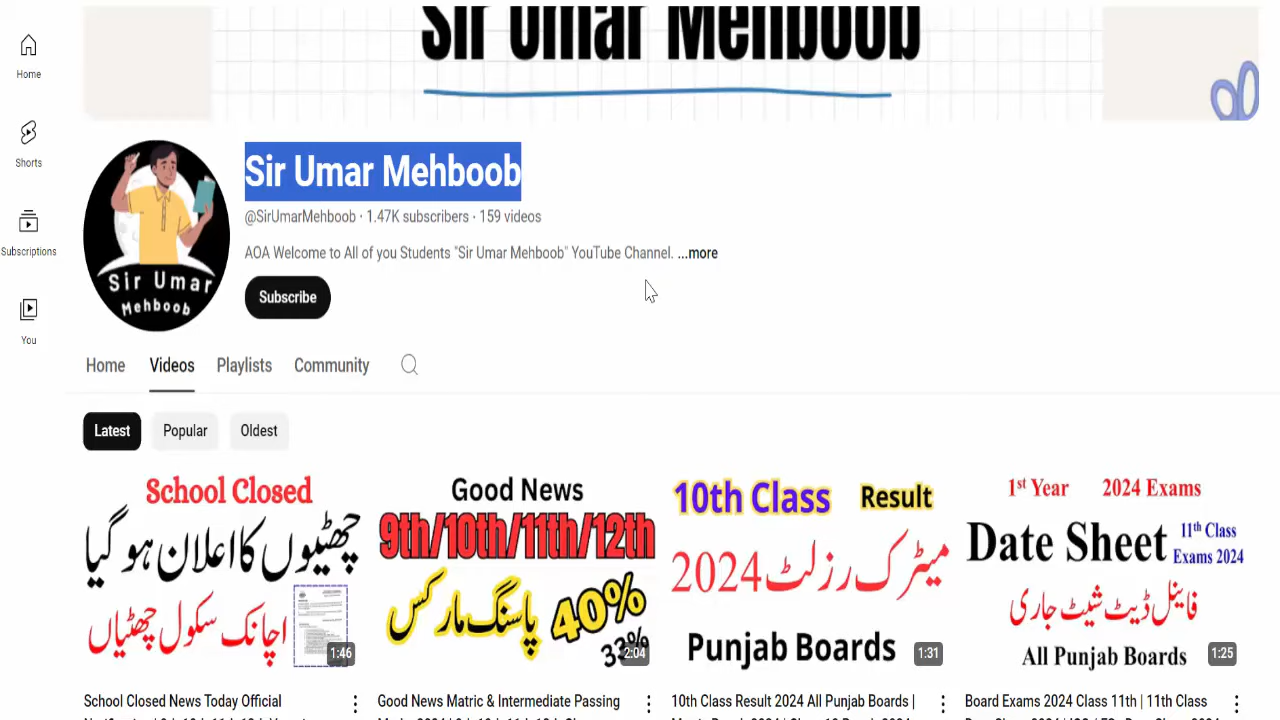 Sir Umar Mehboob
Home
Shorts
Subscriptions
You
Sir Umar
Mehboob
Sir Umar Mehboob
@SirUmarMehboob · 1.47K subscribers · 159 videos
AOA Welcome to All of you Students "Sir Umar Mehboob" YouTube Channel. ...more
Subscribe
Home Videos Playlists Community
Latest Popular Oldest
School Closed
چھٹیوں کا اعلان ہو گیا
اچانک سکول چھٹیاں
1:46
Good News
9th/10th/11th/12th
پاسنگ مارکس 40%
33%
2:04
10th Class Result
میٹرک رزلٹ 2024
Punjab Boards
1:31
1st Year 2024 Exams
Date Sheet 11th Class
Exams 2024
فاینل ڈیٹ شیٹ جاری
All Punjab Boards
1:25
School Closed News Today Official
Good News Matric & Intermediate Passing
10th Class Result 2024 All Punjab Boards |
Board Exams 2024 Class 11th | 11th Class